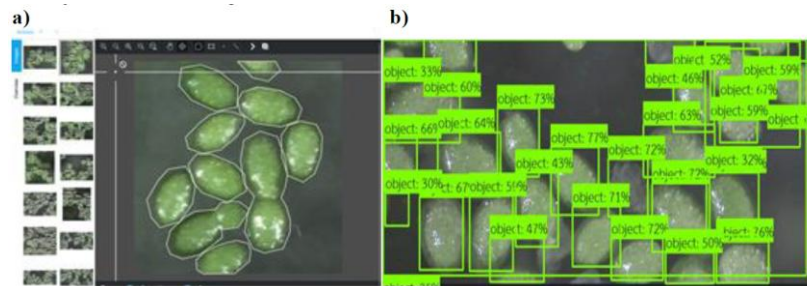 a)
b)
object: 52%
object: 33%
object: 46%
object: 59%
object: 60%
object: 73%
object: 59%
object: 63%
object: 66%
object: 64%
object: 77%
object: 72%
object: 43%
object: 32%
object: 30%
object: 71%
object: 47%
object: 72%
object: 50%
object: 76%